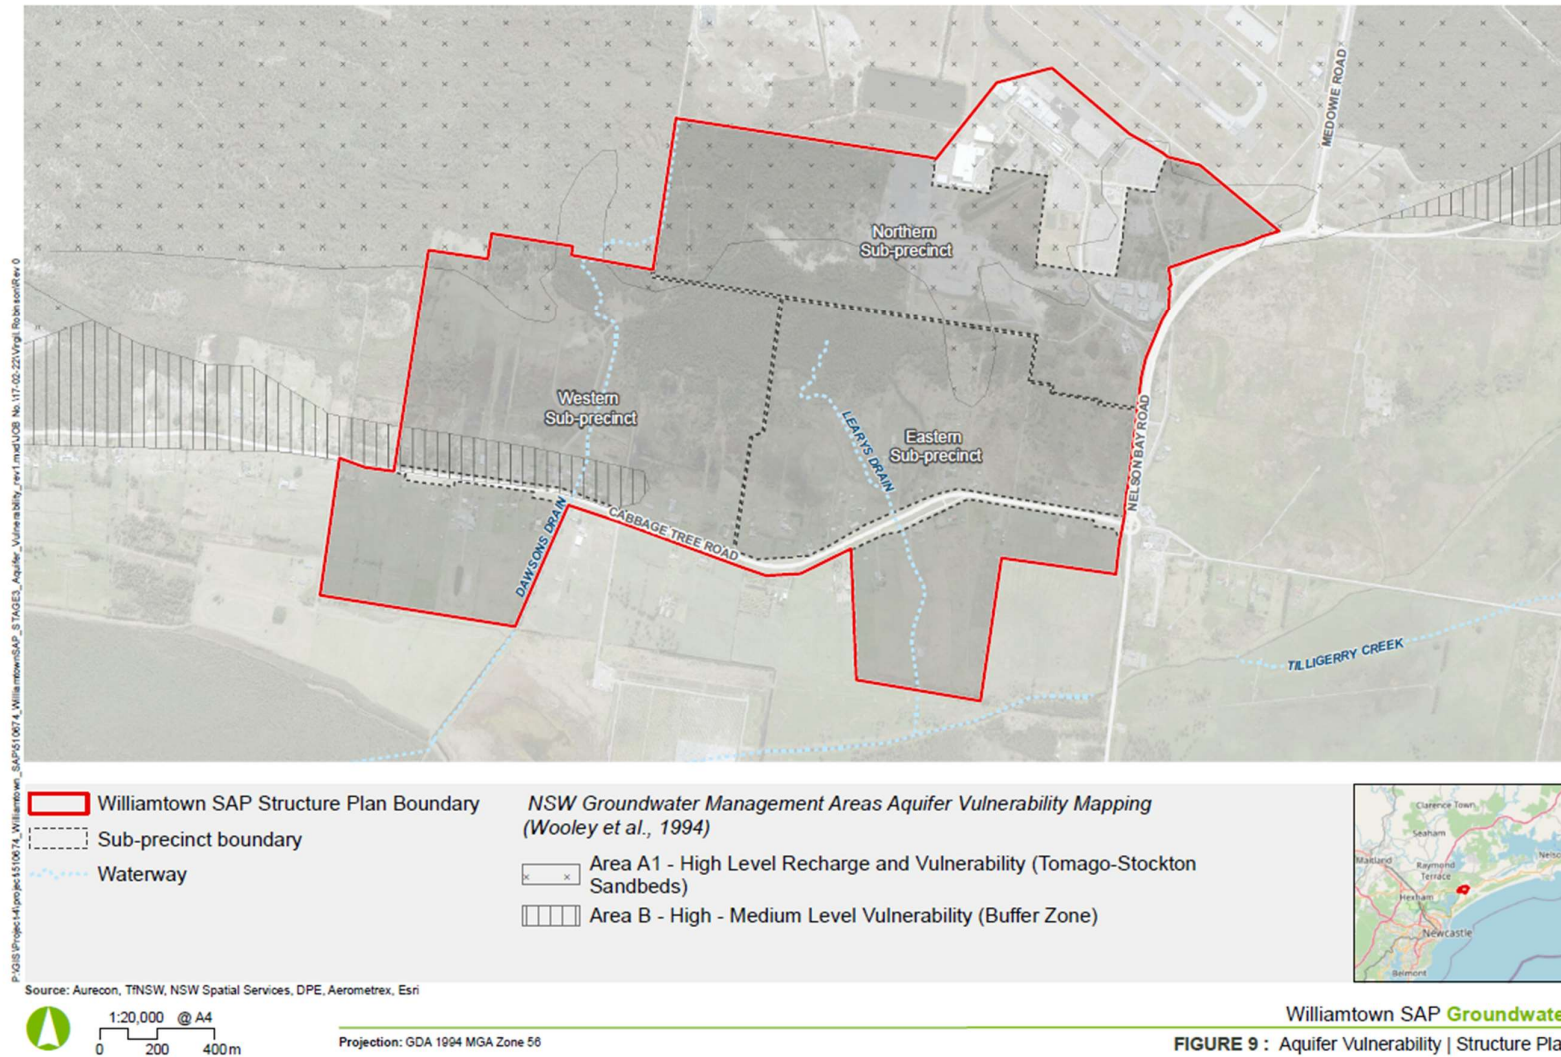 MEDOWIE ROAD
Northern
Sub-precinct
Western
Sub-precinct
LEARYS DRAIN
Eastern
Sub-precinct
NELSON BAY ROAD
CABBAGE TREE ROAD
DAWSONS DRAIN
TILLIGERRY CREEK
Williamtown SAP Structure Plan Boundary
Sub-precinct boundary
Waterway
NSW Groundwater Management Areas Aquifer Vulnerability Mapping
(Wooley et al., 1994)
Area A1 - High Level Recharge and Vulnerability (Tomago-Stockton
Sandbeds)
Area B - High - Medium Level Vulnerability (Buffer Zone)
Clarence Town
Seaham
Maitland
Raymond
Terrace
Nelso
Hexham
Newcastle
Belmont
Source: Aurecon, TfNSW, NSW Spatial Services, DPE, Aerometrex, Esri
1:20,000 @ A4
0 200 400m
Projection: GDA 1994 MGA Zone 56
Williamtown SAP Groundwate
FIGURE 9 : Aquifer Vulnerability | Structure Pla